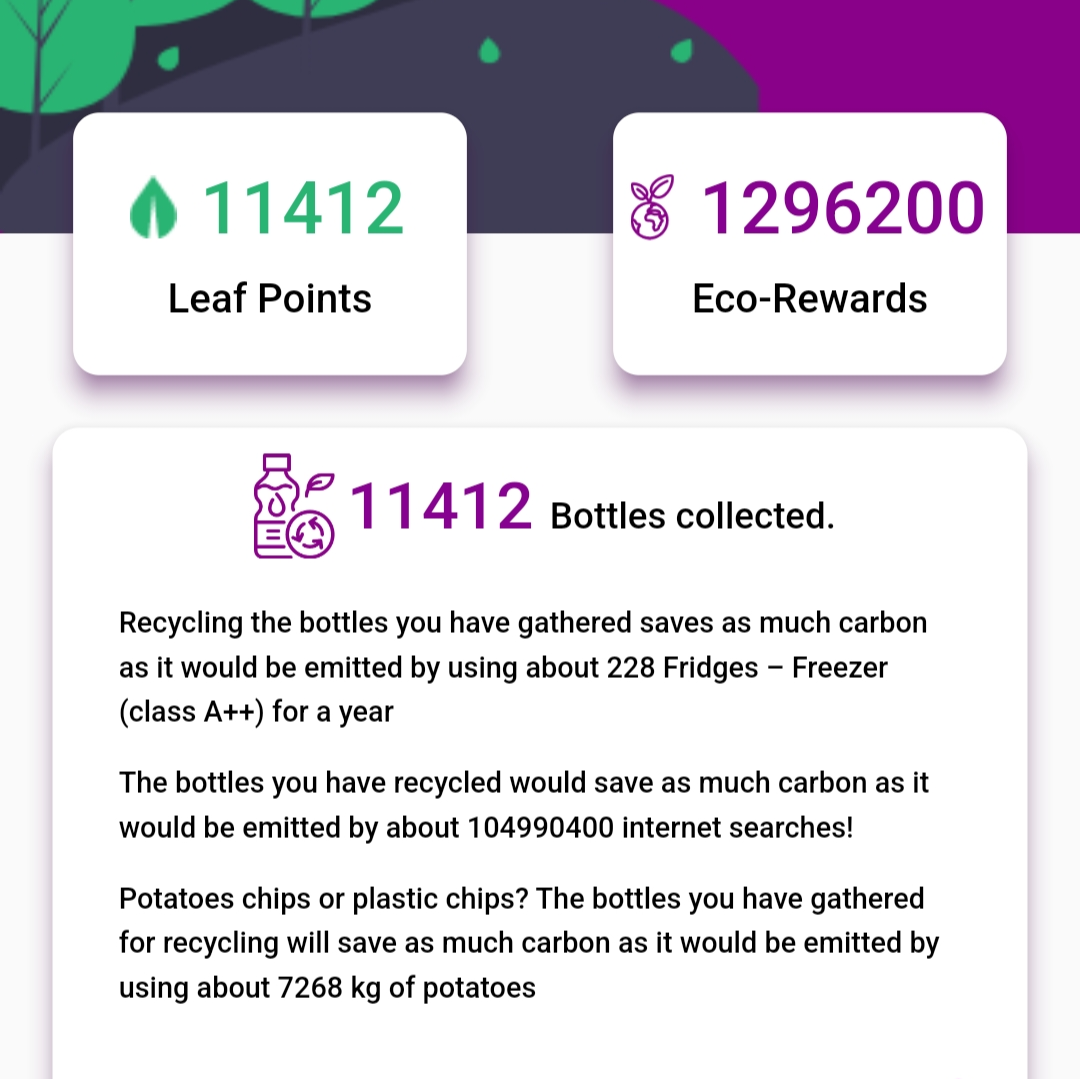 11412
Leaf Points
1296200
Eco-Rewards
11412 Bottles collected.
Recycling the bottles you have gathered saves as much carbon
as it would be emitted by using about 228 Fridges – Freezer
(class A++) for a year
The bottles you have recycled would save as much carbon as it
would be emitted by about 104990400 internet searches!
Potatoes chips or plastic chips? The bottles you have gathered
for recycling will save as much carbon as it would be emitted by
using about 7268 kg of potatoes